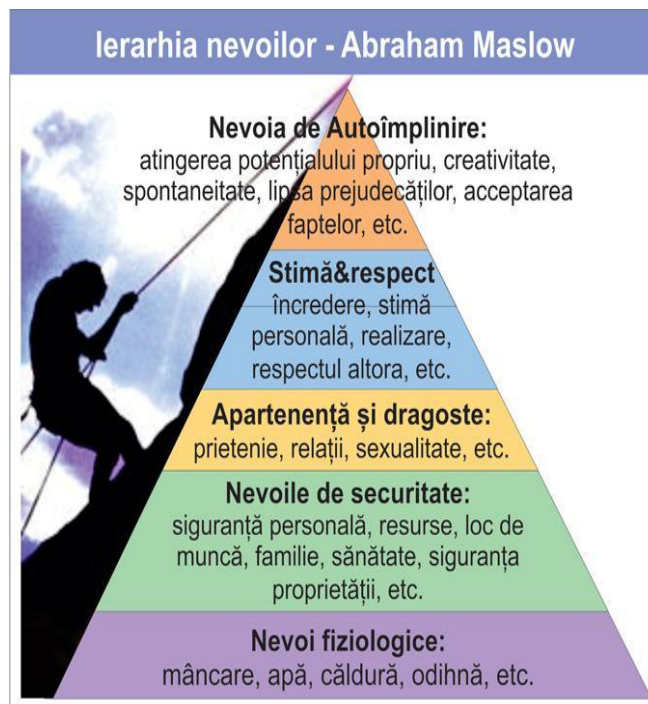 Ierarhia nevoilor - Abraham Maslow
Nevoia de Autoîmplinire:
atingerea potențialului propriu, creativitate,
spontaneitate, lipsa prejudecăților, acceptarea
faptelor, etc.
Stimă&respect
încredere, stimă
personală, realizare,
respectul altora, etc.
Apartenență și dragoste:
prietenie, relații, sexualitate, etc.
Nevoile de securitate:
siguranță personală, resurse, loc de
muncă, familie, sănătate, siguranța
proprietății, etc.
Nevoi fiziologice:
mâncare, apă, căldură, odihnă, etc.